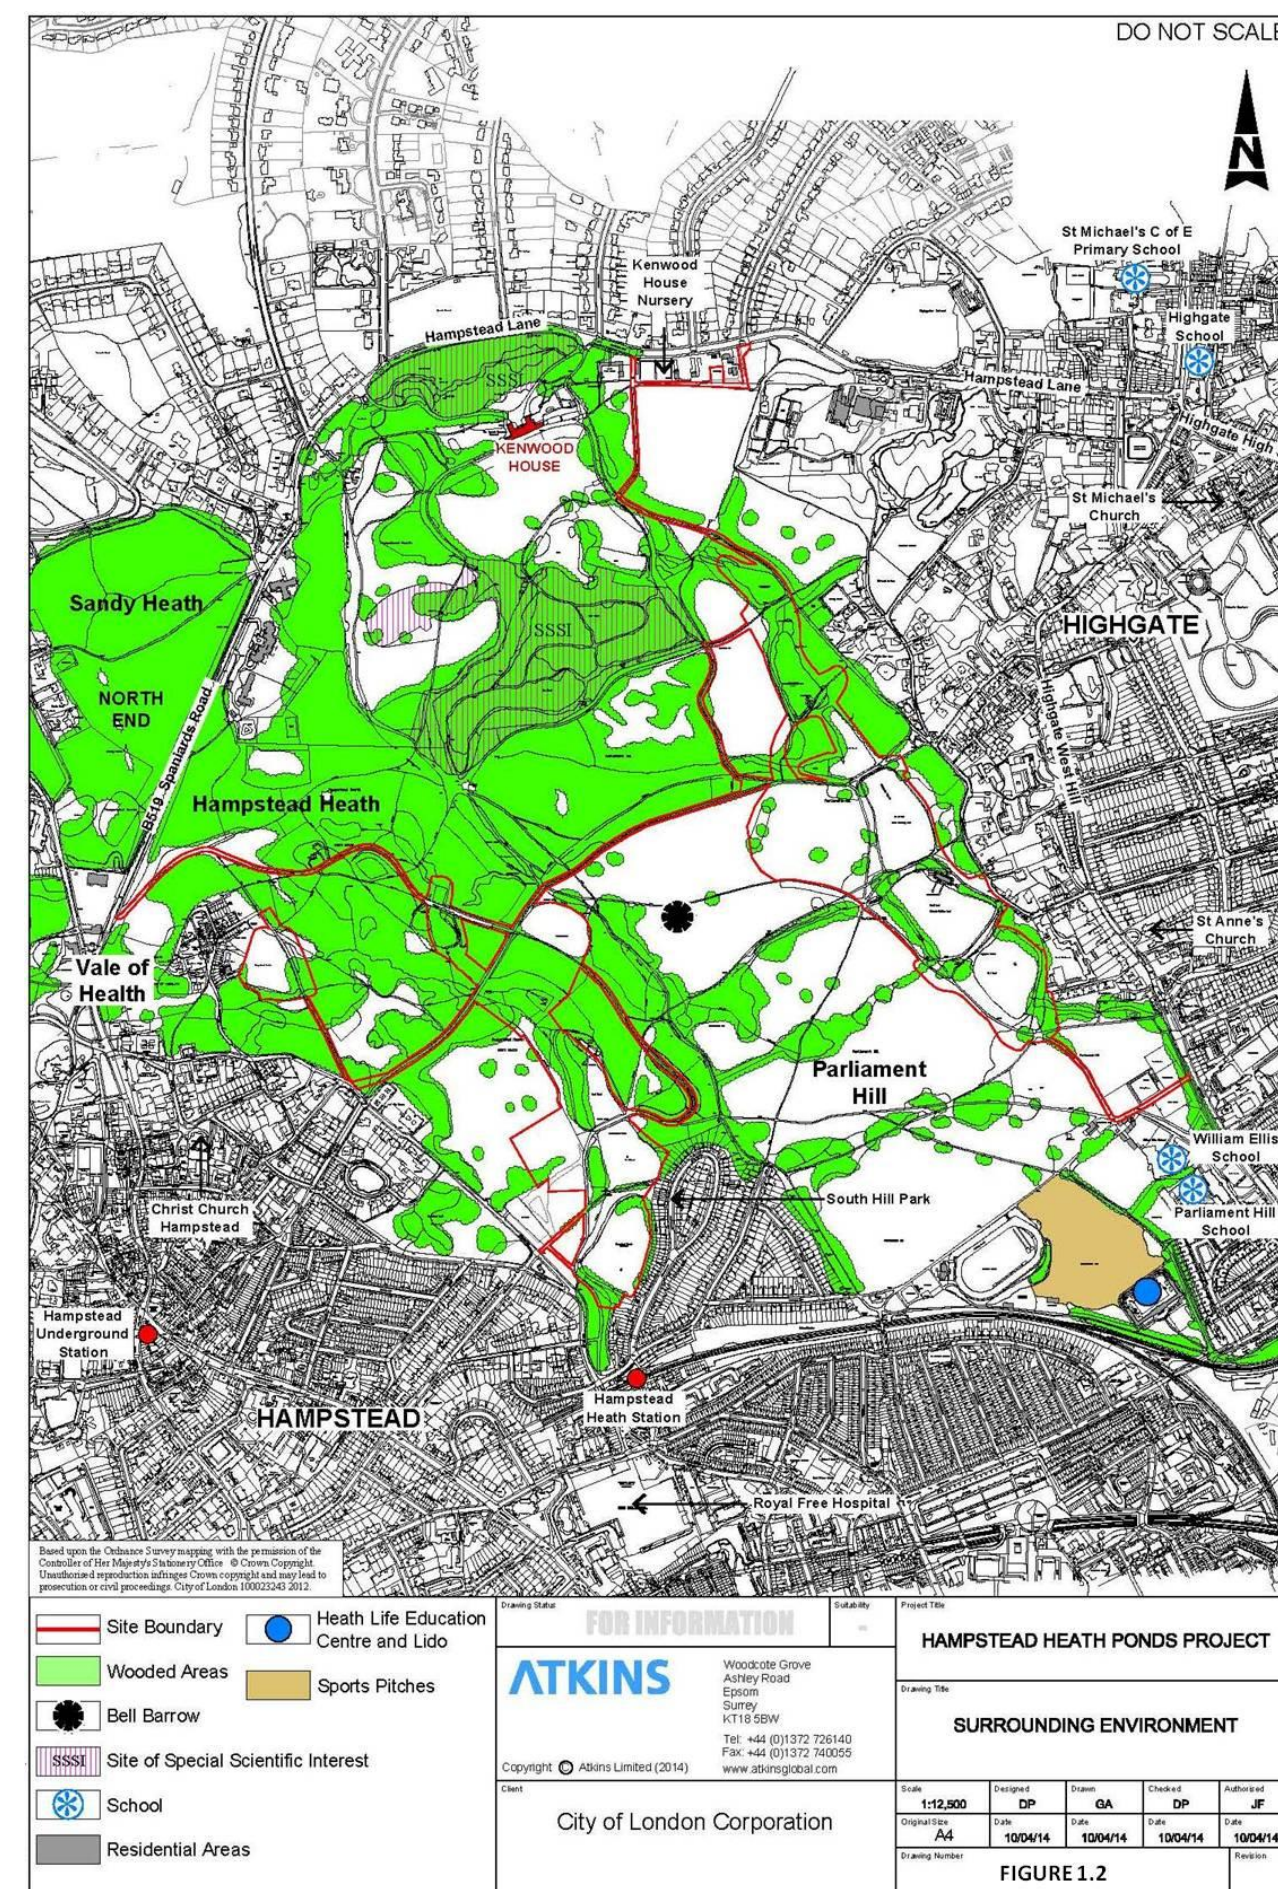 DO NOT SCALE
N
St Michael's C of E
Primary School
Kenwood
House
Nursery
Highgate
School
Hampstead Lane
SSSI
Hampstead Lane
KENWOOD
HOUSE
Highgate High
St Michael's
Church
Sandy Heath
SSSI
HIGHGATE
NORTH
END
Highgate West Hill
B519 Spaniards Road
Hampstead Heath
St Anne's
Church
Vale of
Health
Parliament
Hill
William Ellis
School
Christ Church
Hampstead
South Hill Park
Parliament Hill
School
Hampstead
Underground
Station
Hampstead
Heath Station
HAMPSTEAD
Royal Free Hospital
Based upon the Ordnance Survey mapping with the permission of the
Controller of Her Majesty's Stationery Office © Crown Copyright.
Unauthorised reproduction infringes Crown copyright and may lead to
prosecution or civil proceedings. City of London 100023243 2012.
Site Boundary
Heath Life Education
Centre and Lido
Wooded Areas
Sports Pitches
Bell Barrow
SSSI
Site of Special Scientific Interest
School
Residential Areas
Drawing Status
FOR INFORMATION
Suitability
-
ATKINS
Woodcote Grove
Ashley Road
Epsom
Surrey
KT18 5BW
Tel: +44 (0)1372 726140
Fax: +44 (0)1372 740055
www.atkinsglobal.com
Copyright © Atkins Limited (2014)
Client
City of London Corporation
Project Title
HAMPSTEAD HEATH PONDS PROJECT
Drawing Title
SURROUNDING ENVIRONMENT
Scale
1:12,500
Designed
DP
Drawn
GA
Checked
DP
Authorised
JF
Original Size
A4
Date
10/04/14
Date
10/04/14
Date
10/04/14
Date
10/04/14
Drawing Number
FIGURE 1.2
Revision